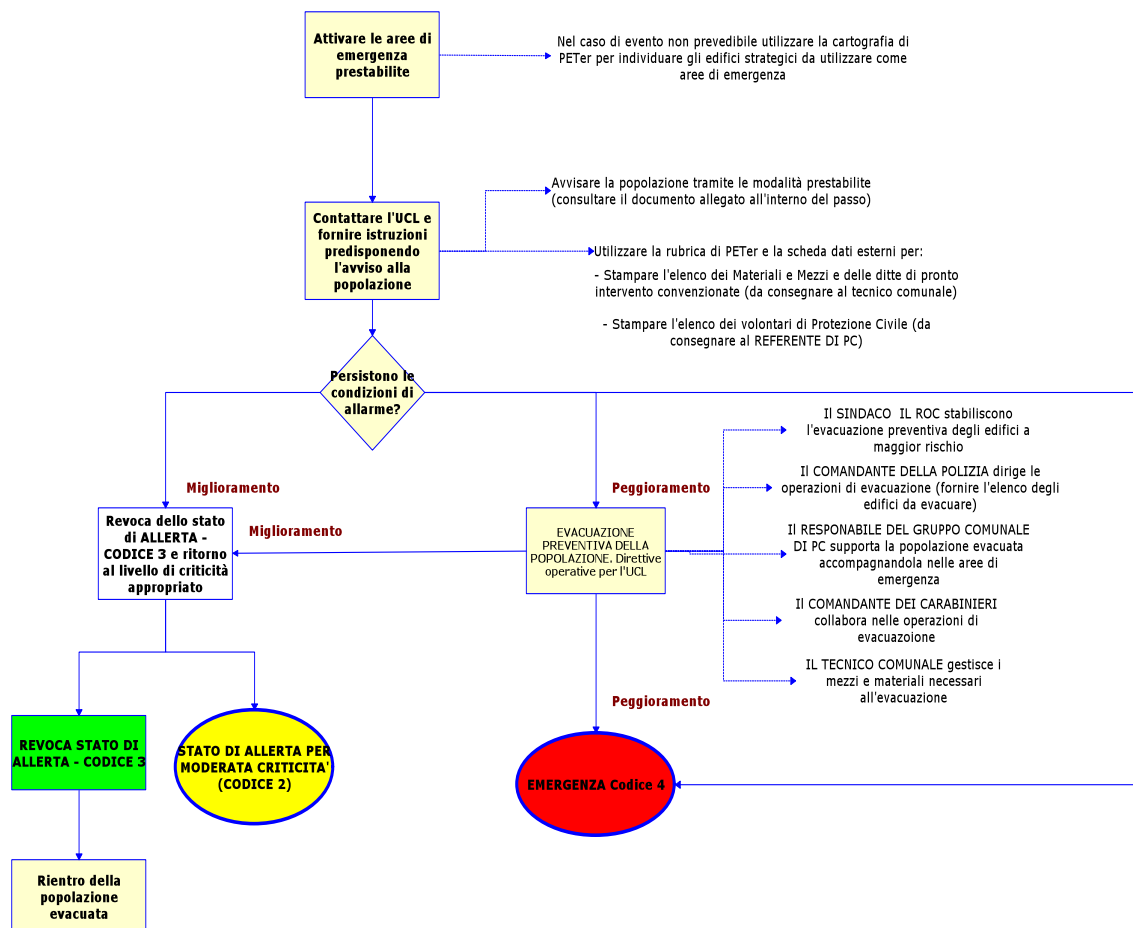 Attivare le aree di
emergenza
prestabilite
Nel caso di evento non prevedibile utilizzare la cartografia di
PETer per individuare gli edifici strategici da utilizzare come
aree di emergenza
Contattare l'UCL e
fornire istruzioni
predisponendo
l'avviso alla
popolazione
Avvisare la popolazione tramite le modalità prestabilite
(consultare il documento allegato all'interno del passo)
Utilizzare la rubrica di PETer e la scheda dati esterni per:
- Stampare l'elenco dei Materiali e Mezzi e delle ditte di pronto
intervento convenzionate (da consegnare al tecnico comunale)
- Stampare l'elenco dei volontari di Protezione Civile (da
consegnare al REFERENTE DI PC)
Persistono le
condizioni di
allarme?
Miglioramento
Peggioramento
Revoca dello stato
di ALLERTA -
CODICE 3 e ritorno
al livello di criticità
appropriato
Miglioramento
EVACUAZIONE
PREVENTIVA DELLA
POPOLAZIONE. Direttive
operative per l'UCL
Il SINDACO  IL ROC stabiliscono
l'evacuazione preventiva degli edifici a
maggior rischio
Il COMANDANTE DELLA POLIZIA dirige le
operazioni di evacuazione (fornire l'elenco degli
edifici da evacuare)
Il RESPONABILE DEL GRUPPO COMUNALE
DI PC supporta la popolazione evacuata
accompagnandola nelle aree di
emergenza
Il COMANDANTE DEI CARABINIERI
collabora nelle operazioni di
evacuazoione
IL TECNICO COMUNALE gestisce i
mezzi e materiali necessari
all'evacuazione
Peggioramento
REVOCA STATO DI
ALLERTA - CODICE 3
STATO DI ALLERTA PER
MODERATA CRITICITA'
(CODICE 2)
EMERGENZA Codice 4
Rientro della
popolazione
evacuata